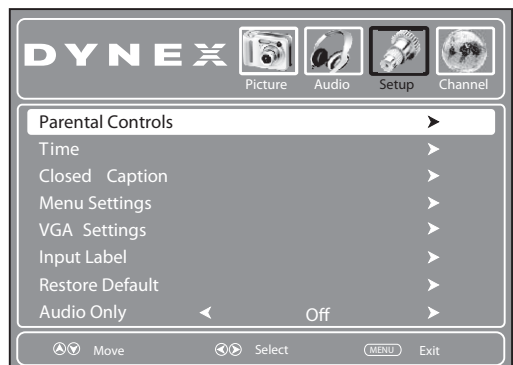 DYNEX
Picture Audio Setup Channel
Parental Controls
Time
Closed Caption
Menu Settings
VGA Settings
Input Label
Restore Default
Audio Only Off
Move Select MENU Exit